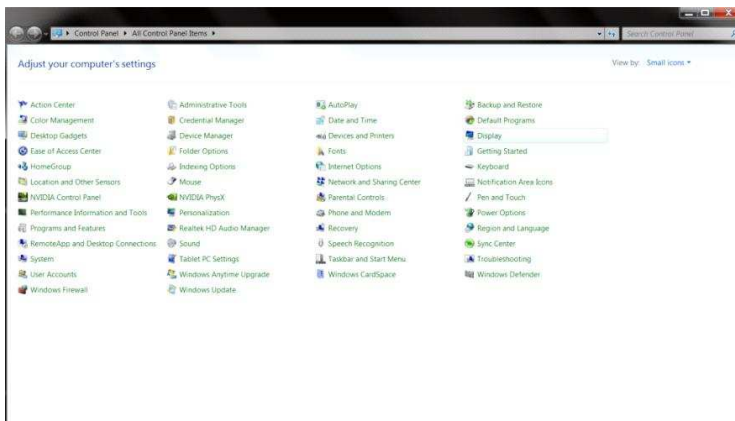 Control Panel All Control Panel Items Search Control Panel
Adjust your computer's settings View by: Small icons
Action Center Administrative Tools AutoPlay Backup and Restore
Color Management Credential Manager Date and Time Default Programs
Desktop Gadgets Device Manager Devices and Printers Display
Ease of Access Center Folder Options Fonts Getting Started
HomeGroup Indexing Options Internet Options Keyboard
Location and Other Sensors Mouse Network and Sharing Center Notification Area Icons
NVIDIA Control Panel NVIDIA PhysX Parental Controls Pen and Touch
Performance Information and Tools Personalization Phone and Modem Power Options
Programs and Features Realtek HD Audio Manager Recovery Region and Language
RemoteApp and Desktop Connections Sound Speech Recognition Sync Center
System Tablet PC Settings Taskbar and Start Menu Troubleshooting
User Accounts Windows Anytime Upgrade Windows CardSpace Windows Defender
Windows Firewall Windows Update